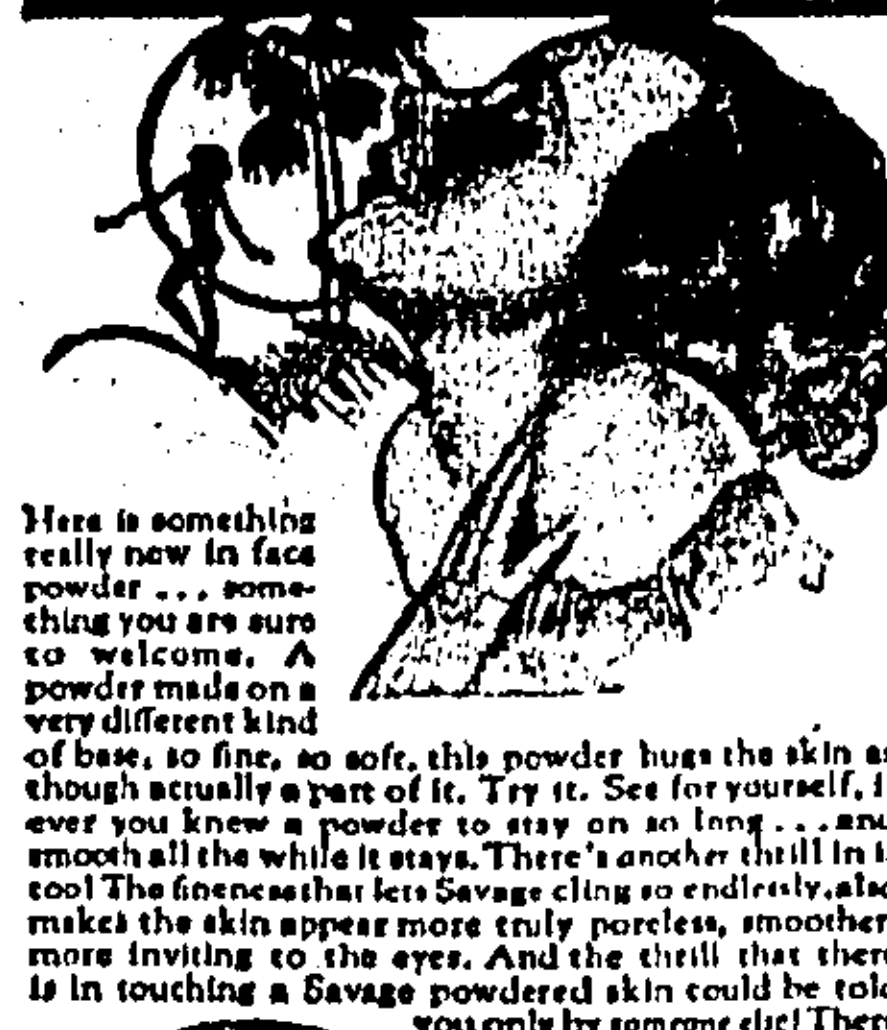 Here is something
really new in face
powder ... some-
thing you are sure
to welcome. A
powder made on a
very different kind
of base, so fine, so soft, this powder hugs the skin as
though actually a part of it. Try it. See for yourself, i
ever you knew a powder to stay on so long ... and
smooth all the while it stays. There's another thrill in i
too! The fineness that lets Savage cling so endlessly, also
makes the skin appear more truly poreless, smoother
more inviting to the eyes. And the thrill that there
is in touching a Savage powdered skin could be told
you only by someone else! There